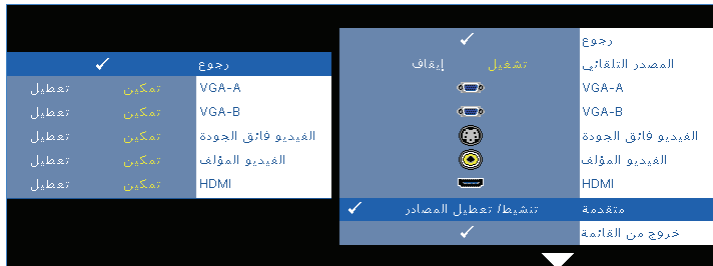 رجوع
المصدر التلقائي تشغيل إيقاف
VGA-A
VGA-B
الفيديو فائق الجودة
الفيديو المؤلف
HDMI
متقدمة تنشيط/ تعطيل المصادر
خروج من القائمة
رجوع
VGA-A تمكين تعطيل
VGA-B تمكين تعطيل
الفيديو فائق الجودة تمكين تعطيل
الفيديو المؤلف تمكين تعطيل
HDMI تمكين تعطيل